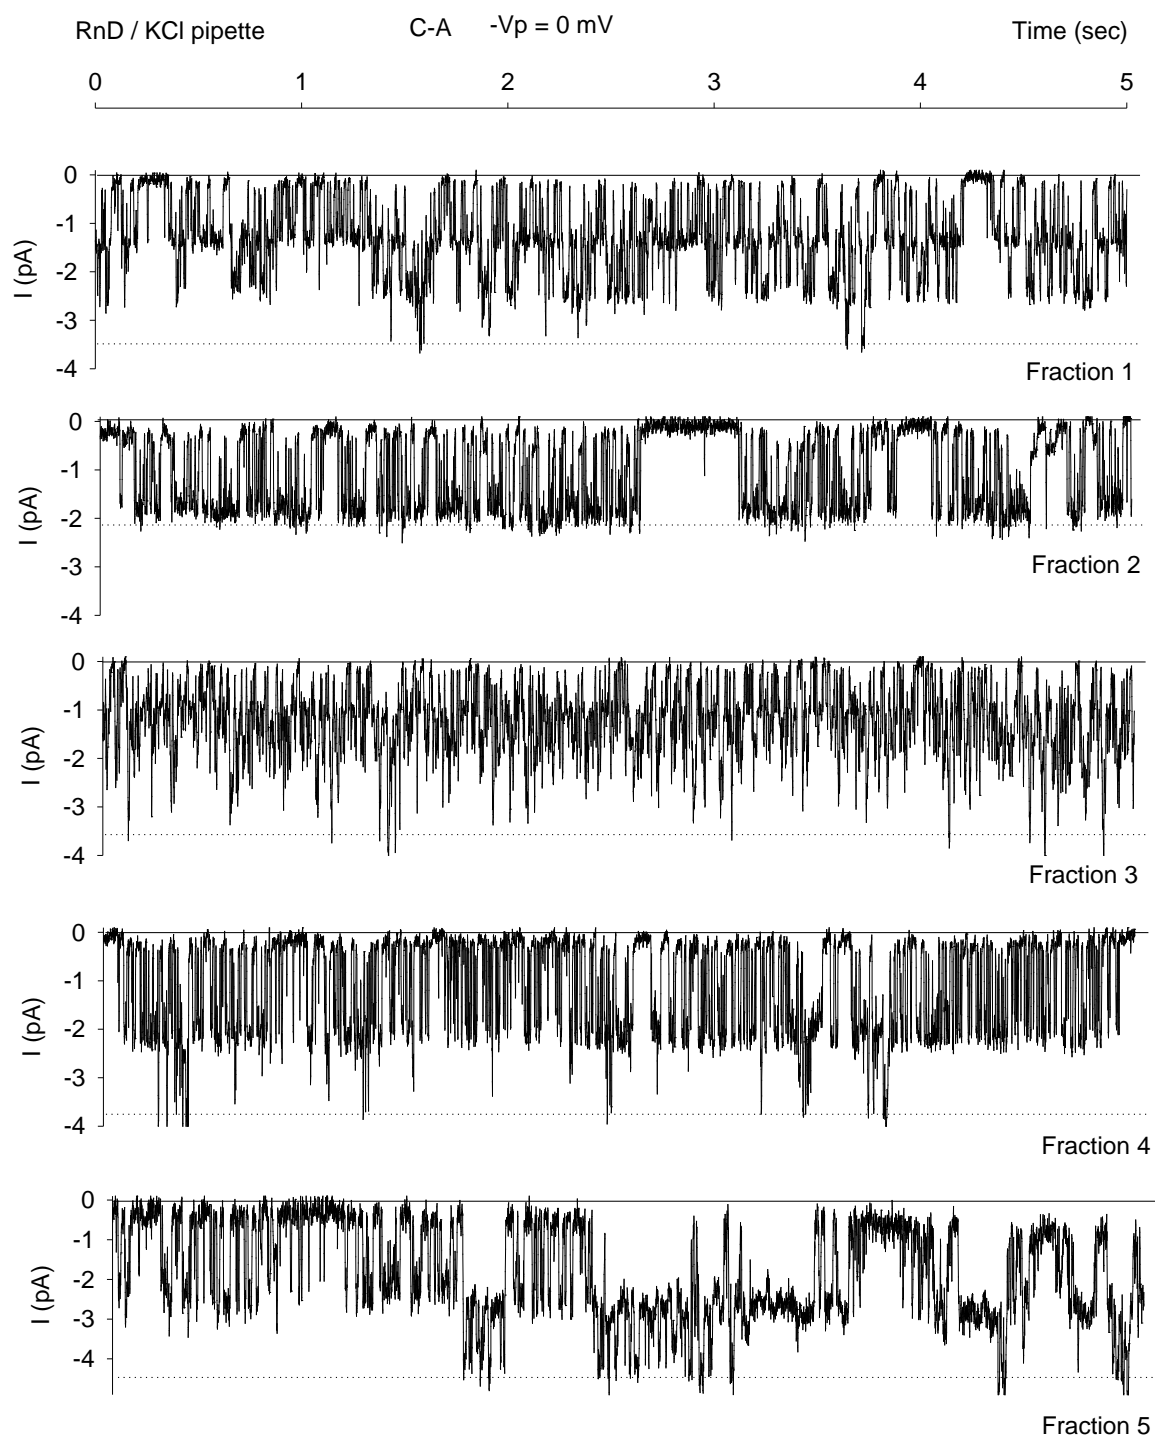 RnD / KCl pipette C-A -Vp = 0 mV Time (sec)
0 1 2 3 4 5
0
-1
-2
-3
-4
I (pA)
Fraction 1
0
-1
-2
-3
-4
I (pA)
Fraction 2
0
-1
-2
-3
-4
I (pA)
Fraction 3
0
-1
-2
-3
-4
I (pA)
Fraction 4
0
-1
-2
-3
-4
I (pA)
Fraction 5